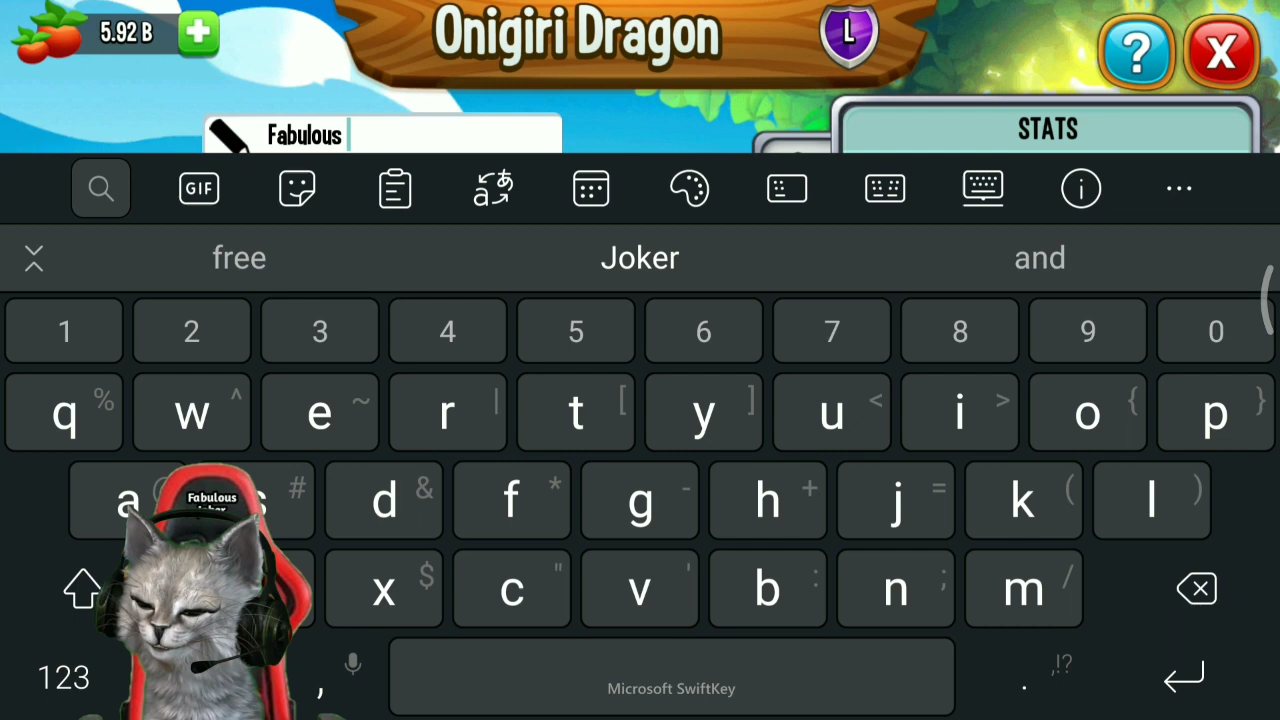 5.92 B
Onigiri Dragon
L
?
X
Fabulous
STATS
GIF
free Joker and
1 2 3 4 5 6 7 8 9 0
q % w ^ e ~ r | t [ y ] u < i > o { p }
a s # d & f * g - h + j = k ( l )
Fabulous
x $ c " v ' b : n ; m /
123 , Microsoft SwiftKey . ,!?